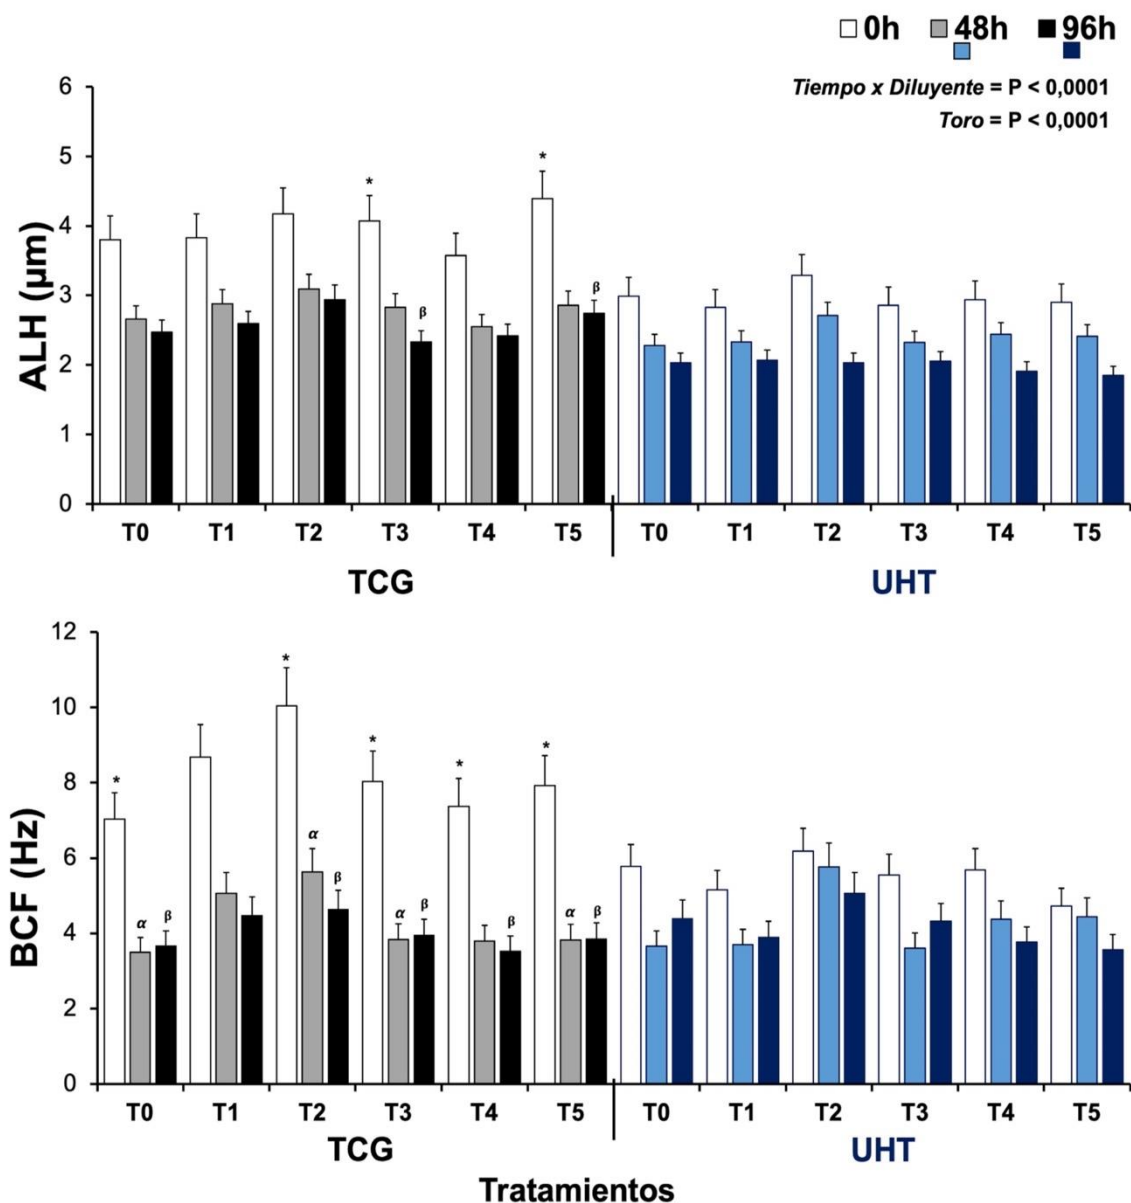 0h 48h 96h
Tiempo x Diluyente = P < 0,0001
Toro = P < 0,0001
ALH (µm)
6
5
4
3
2
1
0
* *
β β
T0 T1 T2 T3 T4 T5 T0 T1 T2 T3 T4 T5
TCG UHT
BCF (Hz)
12
10
8
6
4
2
0
* * * * *
α β α β α β β α β
T0 T1 T2 T3 T4 T5 T0 T1 T2 T3 T4 T5
TCG UHT
Tratamientos